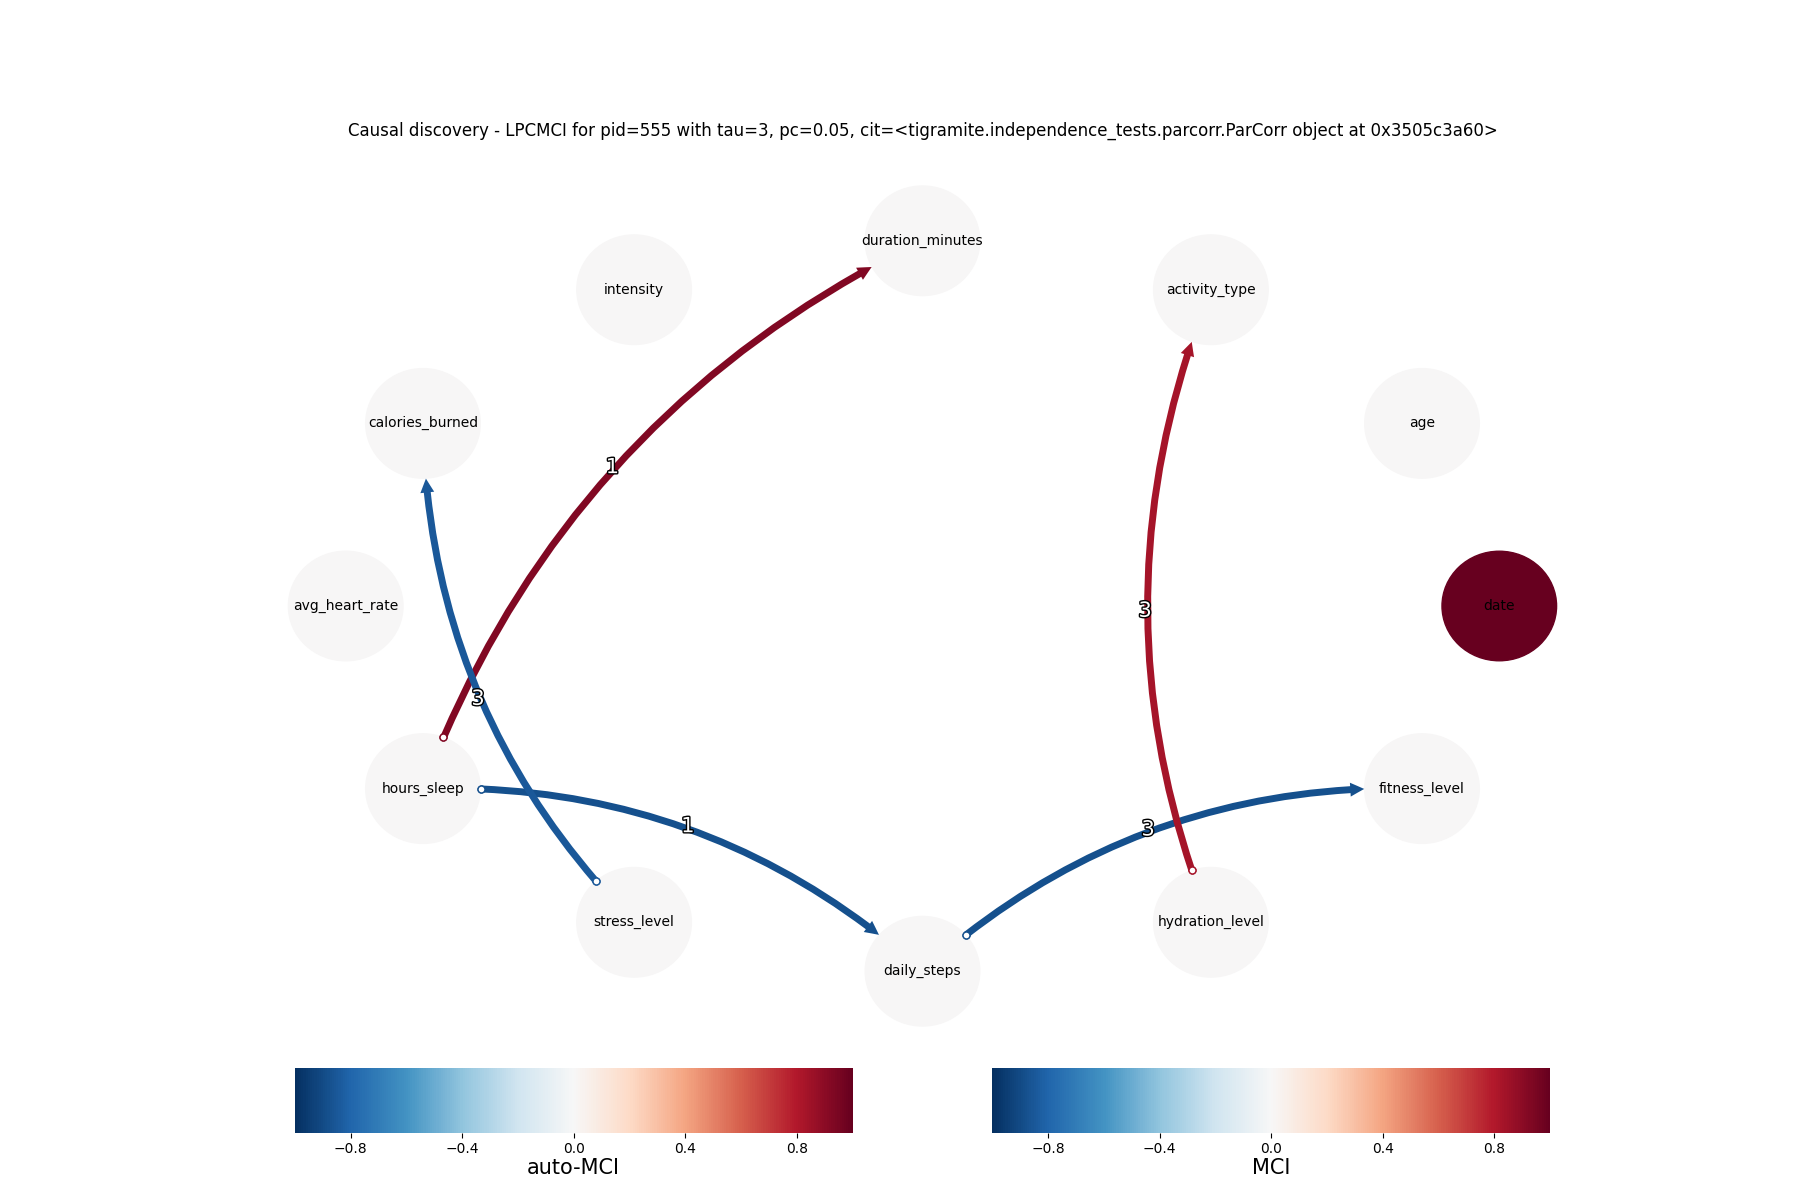 Causal discovery - LPCMCI for pid=555 with tau=3, pc=0.05, cit=<tigramite.independence_tests.parcorr.ParCorr object at 0x3505c3a60>
duration_minutes
intensity
activity_type
calories_burned
age
1
avg_heart_rate
date
3
3
hours_sleep
fitness_level
1
3
stress_level
hydration_level
daily_steps
−0.8 −0.4 0.0 0.4 0.8
auto-MCI
−0.8 −0.4 0.0 0.4 0.8
MCI